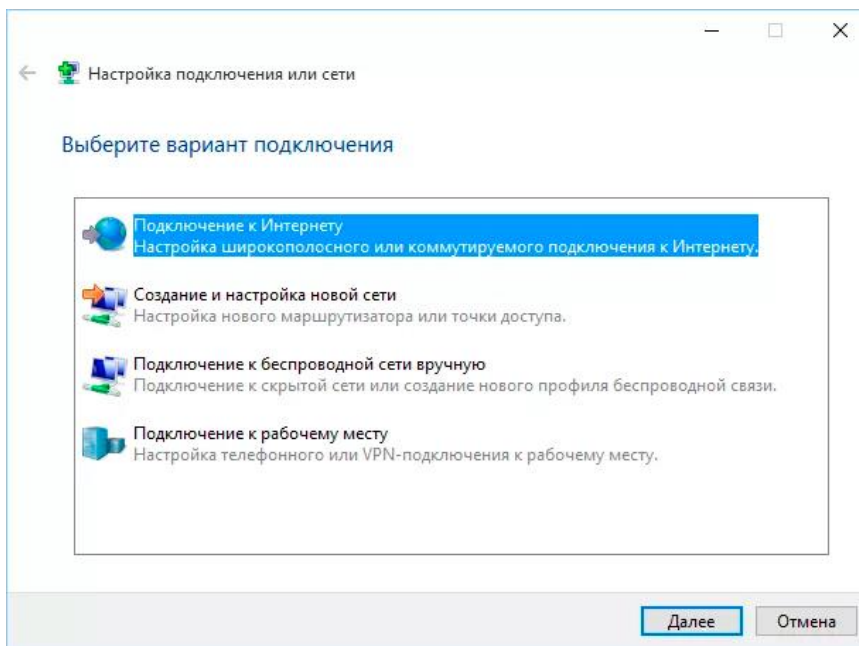 Настройка подключения или сети
Выберите вариант подключения
Подключение к Интернету
Настройка широкополосного или коммутируемого подключения к Интернету.
Создание и настройка новой сети
Настройка нового маршрутизатора или точки доступа.
Подключение к беспроводной сети вручную
Подключение к скрытой сети или создание нового профиля беспроводной связи.
Подключение к рабочему месту
Настройка телефонного или VPN-подключения к рабочему месту.
Далее
Отмена